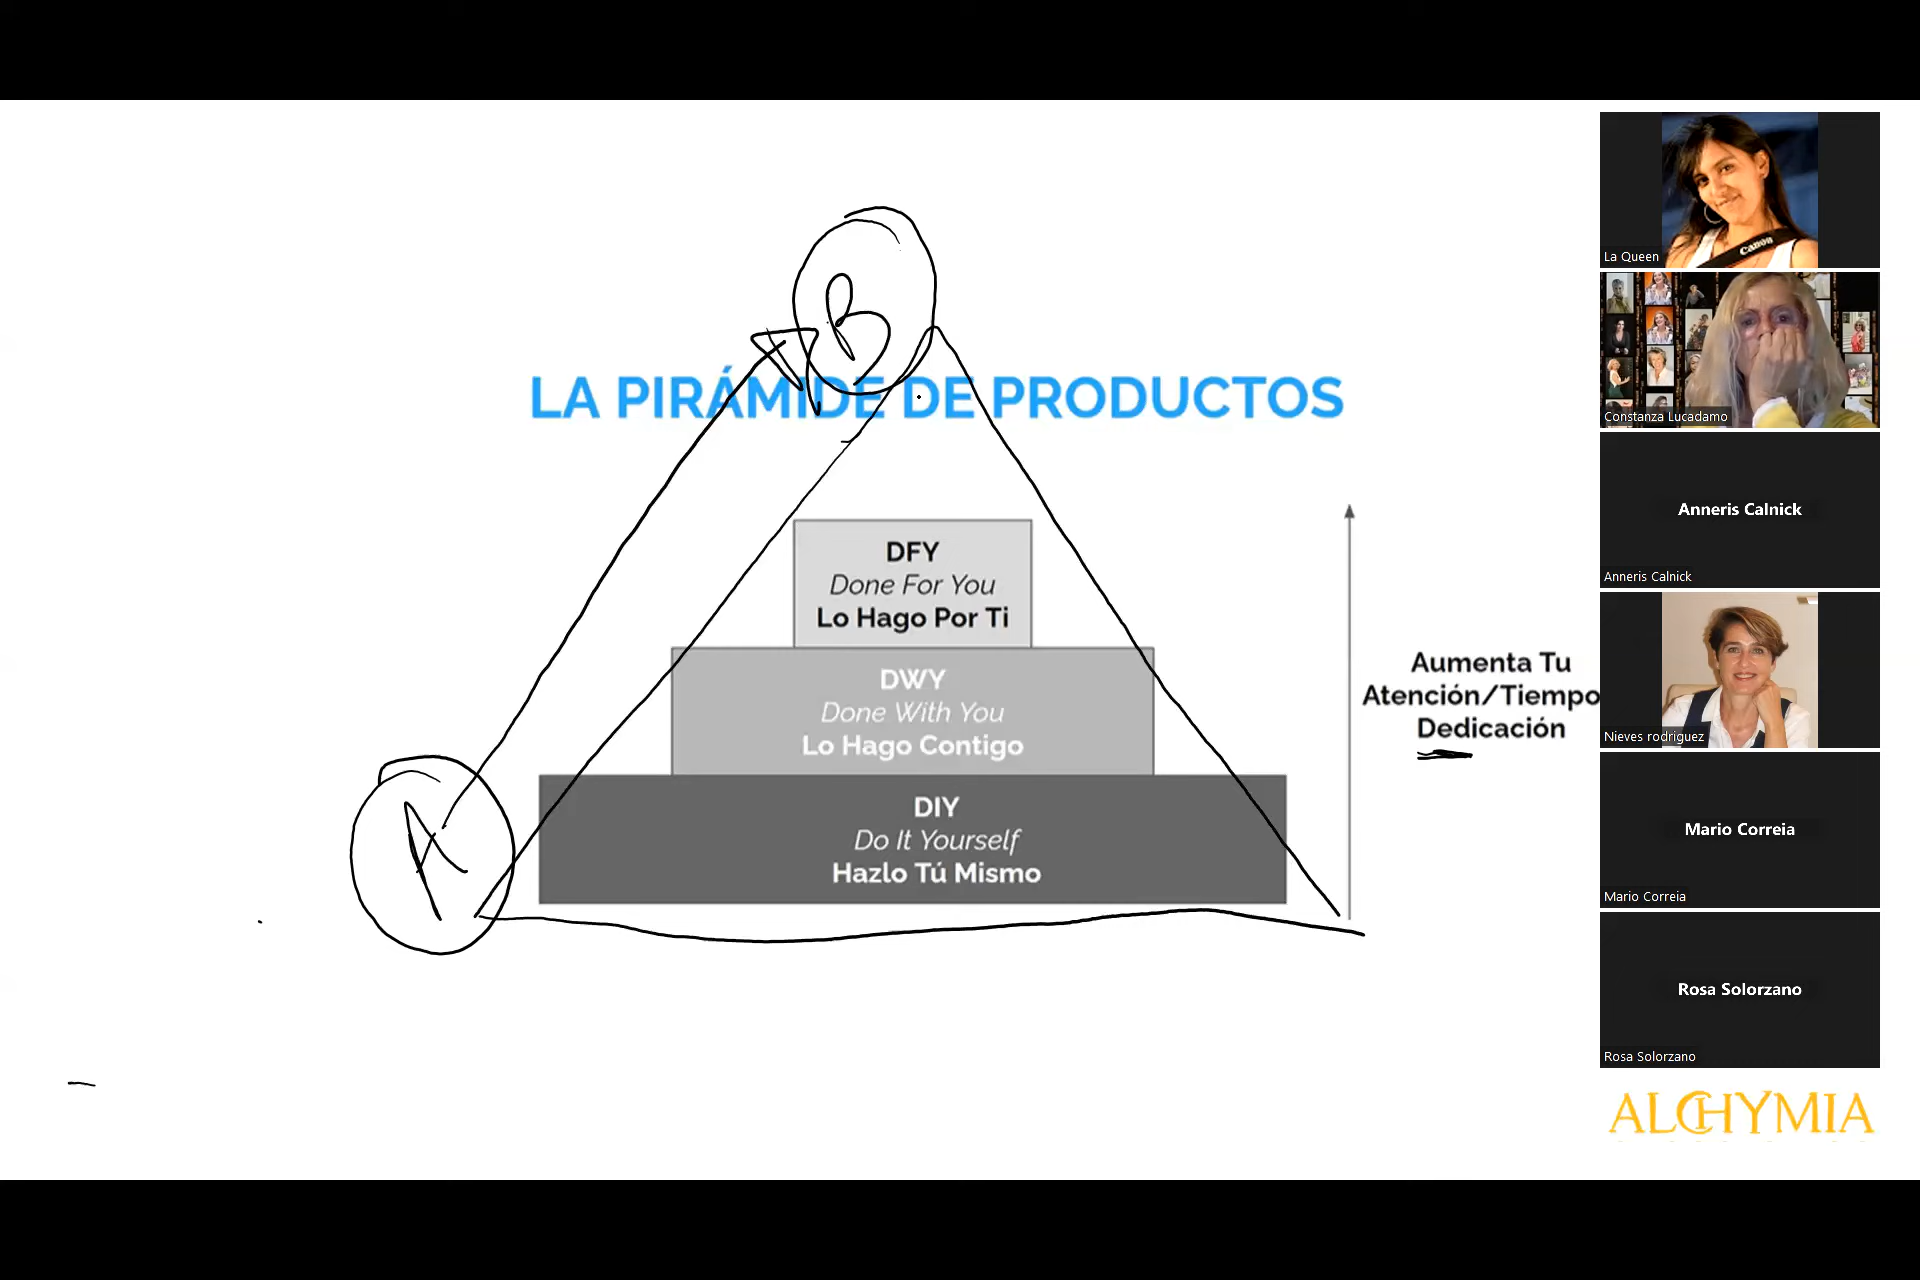 B
LA PIRÁMIDE DE PRODUCTOS
DFY
Done For You
Lo Hago Por Ti
DWY
Done With You
Lo Hago Contigo
DIY
Do It Yourself
Hazlo Tú Mismo
A
Aumenta Tu
Atención/Tiempo
Dedicación
Canon
La Queen
Constanza Lucadamo
Anneris Calnick
Anneris Calnick
Nieves rodriguez
Mario Correia
Mario Correia
Rosa Solorzano
Rosa Solorzano
ALCHYMIA